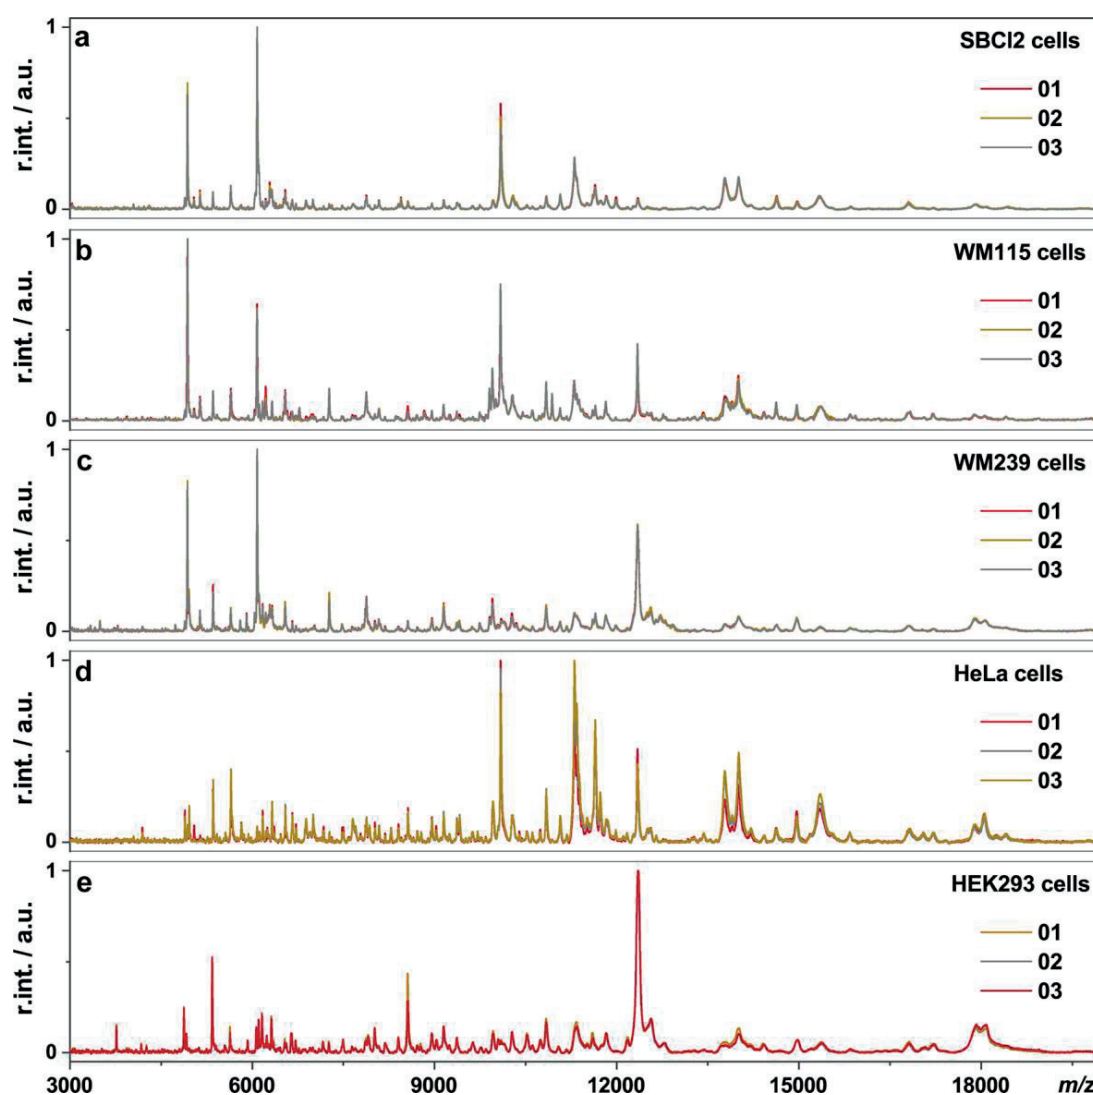 a
SBCl2 cells
1
r.int. / a.u.
01
02
03
0
b
WM115 cells
1
r.int. / a.u.
01
02
03
0
c
WM239 cells
1
r.int. / a.u.
01
02
03
0
d
HeLa cells
1
r.int. / a.u.
01
02
03
0
e
HEK293 cells
1
r.int. / a.u.
01
02
03
0
3000 6000 9000 12000 15000 18000 m/z